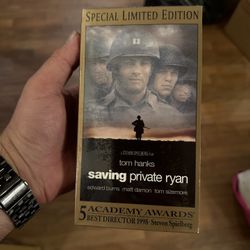 SPECIAL LIMITED EDITION
tom hanks
saving private ryan
edward burns matt damon tom sizemore
5 ACADEMY AWARDS
BEST DIRECTOR 1998 - Steven Spielberg